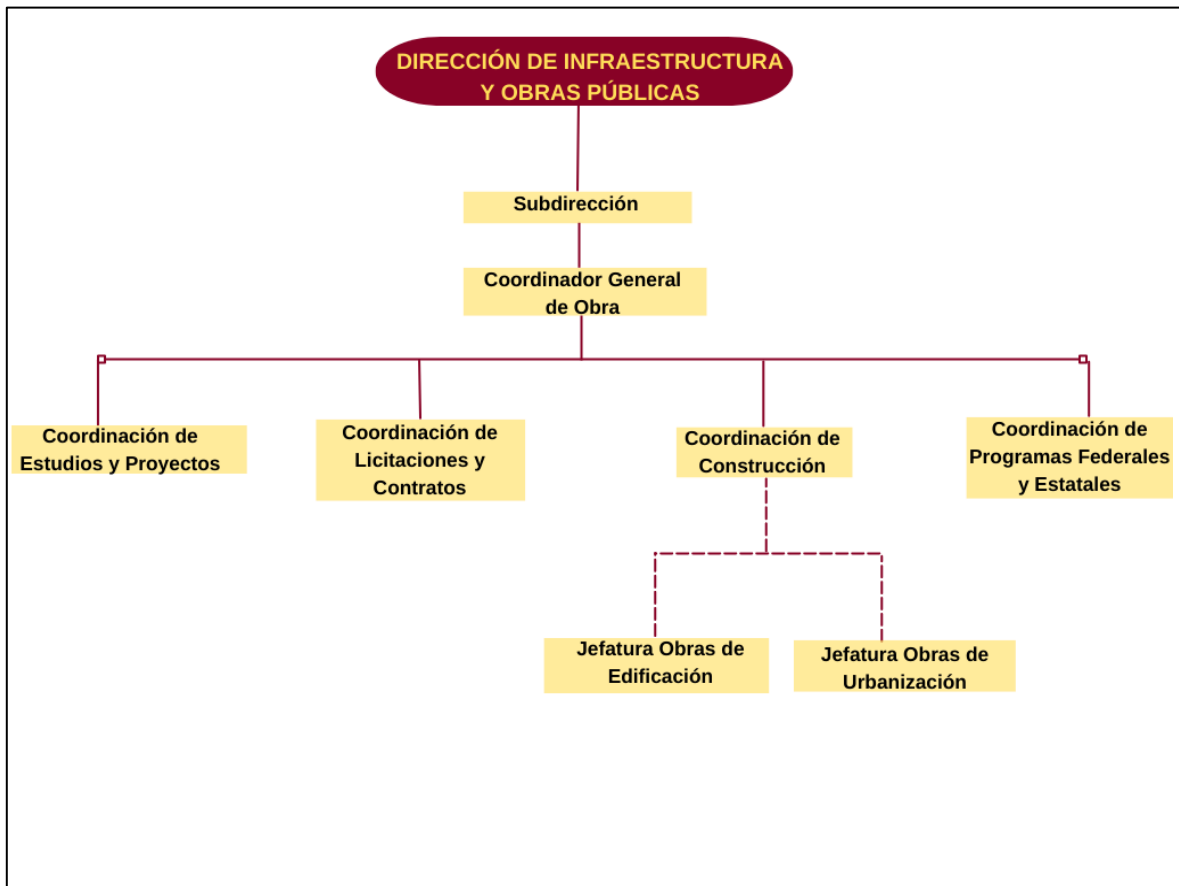 DIRECCIÓN DE INFRAESTRUCTURA
Y OBRAS PÚBLICAS
Subdirección
Coordinador General
de Obra
Coordinación de
Estudios y Proyectos
Coordinación de
Licitaciones y
Contratos
Coordinación de
Construcción
Coordinación de
Programas Federales
y Estatales
Jefatura Obras de
Edificación
Jefatura Obras de
Urbanización